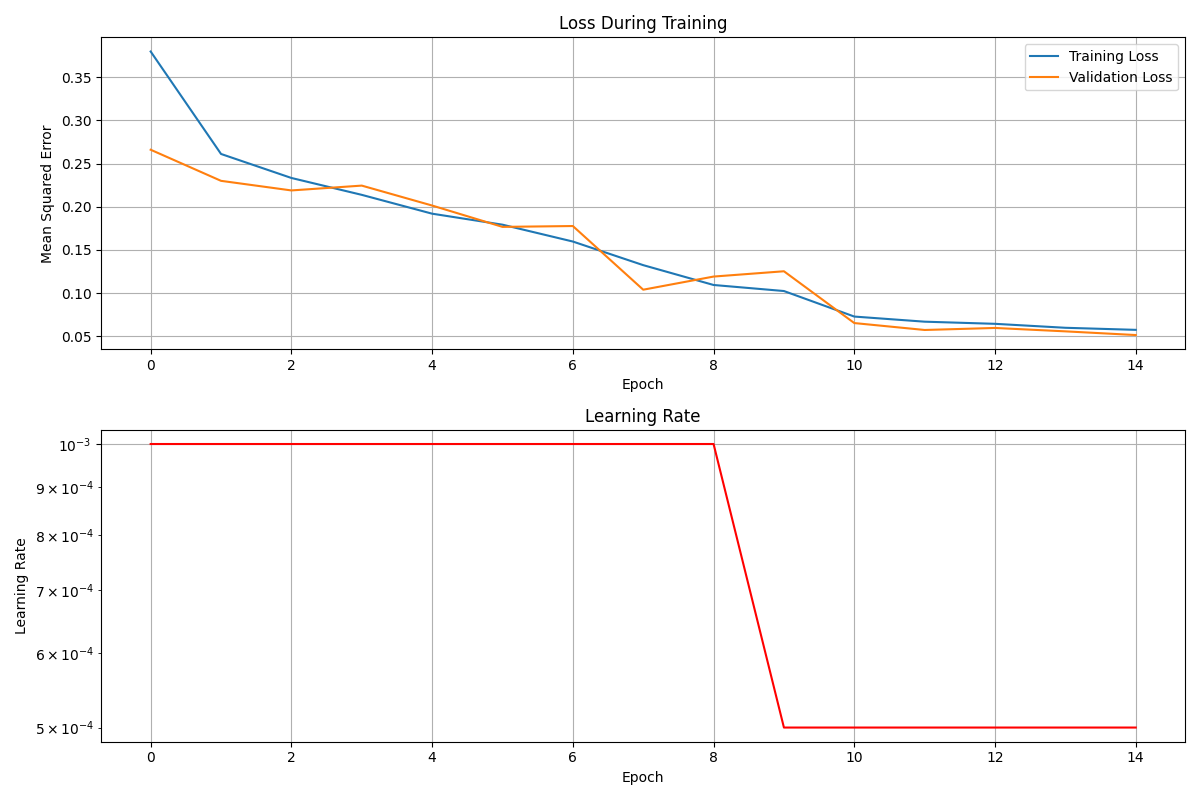 Loss During Training
Mean Squared Error
0.35
0.30
0.25
0.20
0.15
0.10
0.05
Training Loss
Validation Loss
0 2 4 6 8 10 12 14
Epoch
Learning Rate
Learning Rate
10⁻³
9 × 10⁻⁴
8 × 10⁻⁴
7 × 10⁻⁴
6 × 10⁻⁴
5 × 10⁻⁴
0 2 4 6 8 10 12 14
Epoch